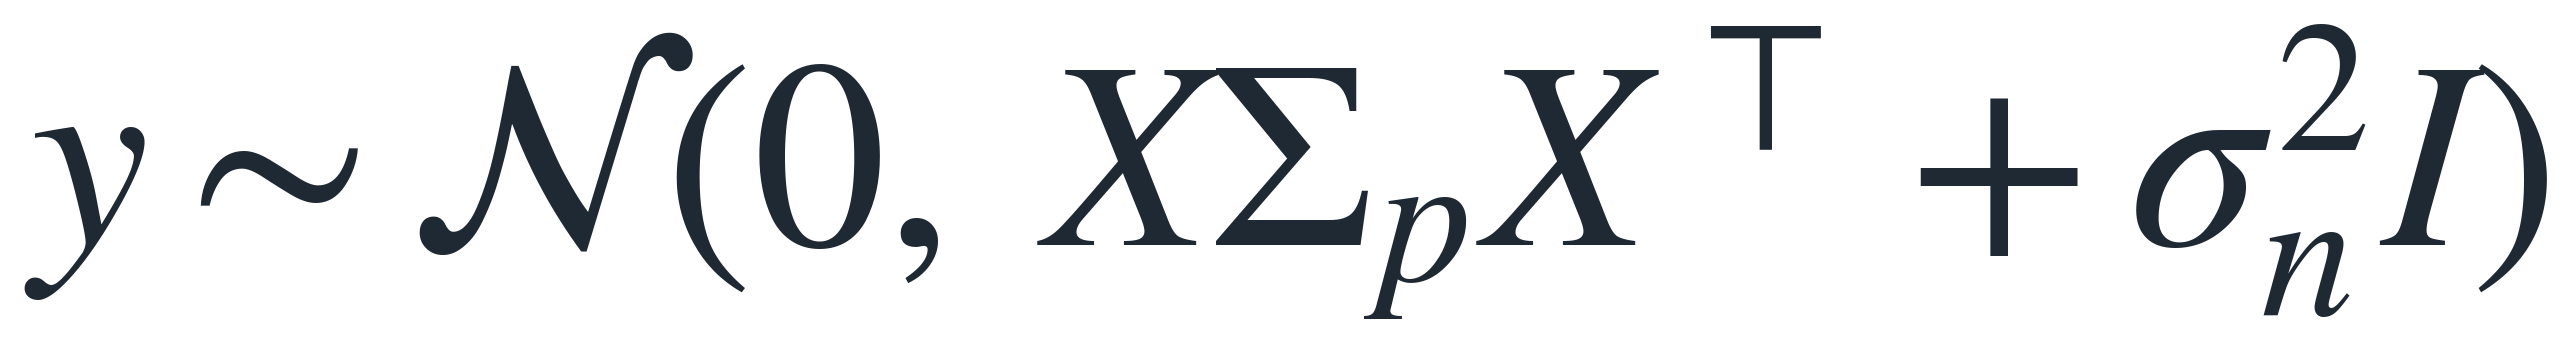 y ∼ 𝒩(0, XΣ_pX^⊤ + σ_n^2 I)